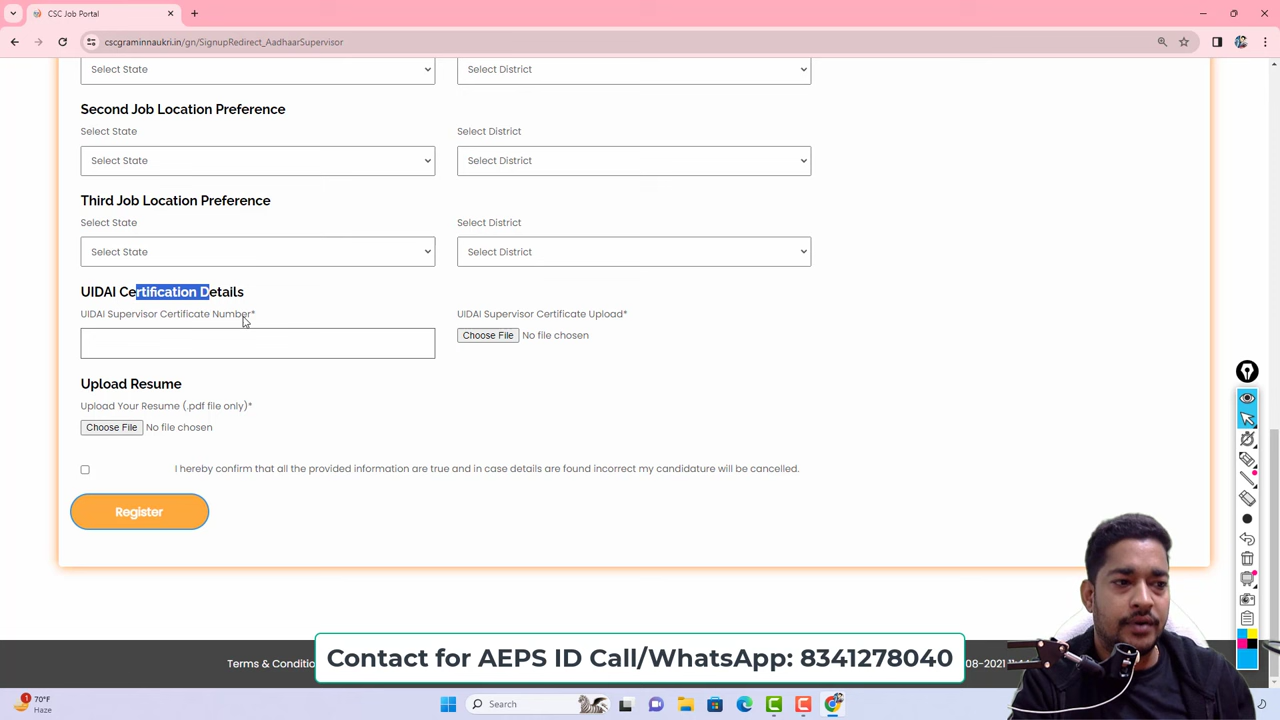 CSC Job Portal
cscgraminnaukri.in/gn/SignupRedirect_AadhaarSupervisor
Select State
Select District
Second Job Location Preference
Select State
Select District
Select State
Select District
Third Job Location Preference
Select State
Select District
Select State
Select District
UIDAI Certification Details
UIDAI Supervisor Certificate Number*
UIDAI Supervisor Certificate Upload*
Choose File No file chosen
Upload Resume
Upload Your Resume (.pdf file only)*
Choose File No file chosen
I hereby confirm that all the provided information are true and in case details are found incorrect my candidature will be cancelled.
Register
Terms & Conditio
08-2021
Contact for AEPS ID Call/WhatsApp: 8341278040
1
70°F
Haze
Search